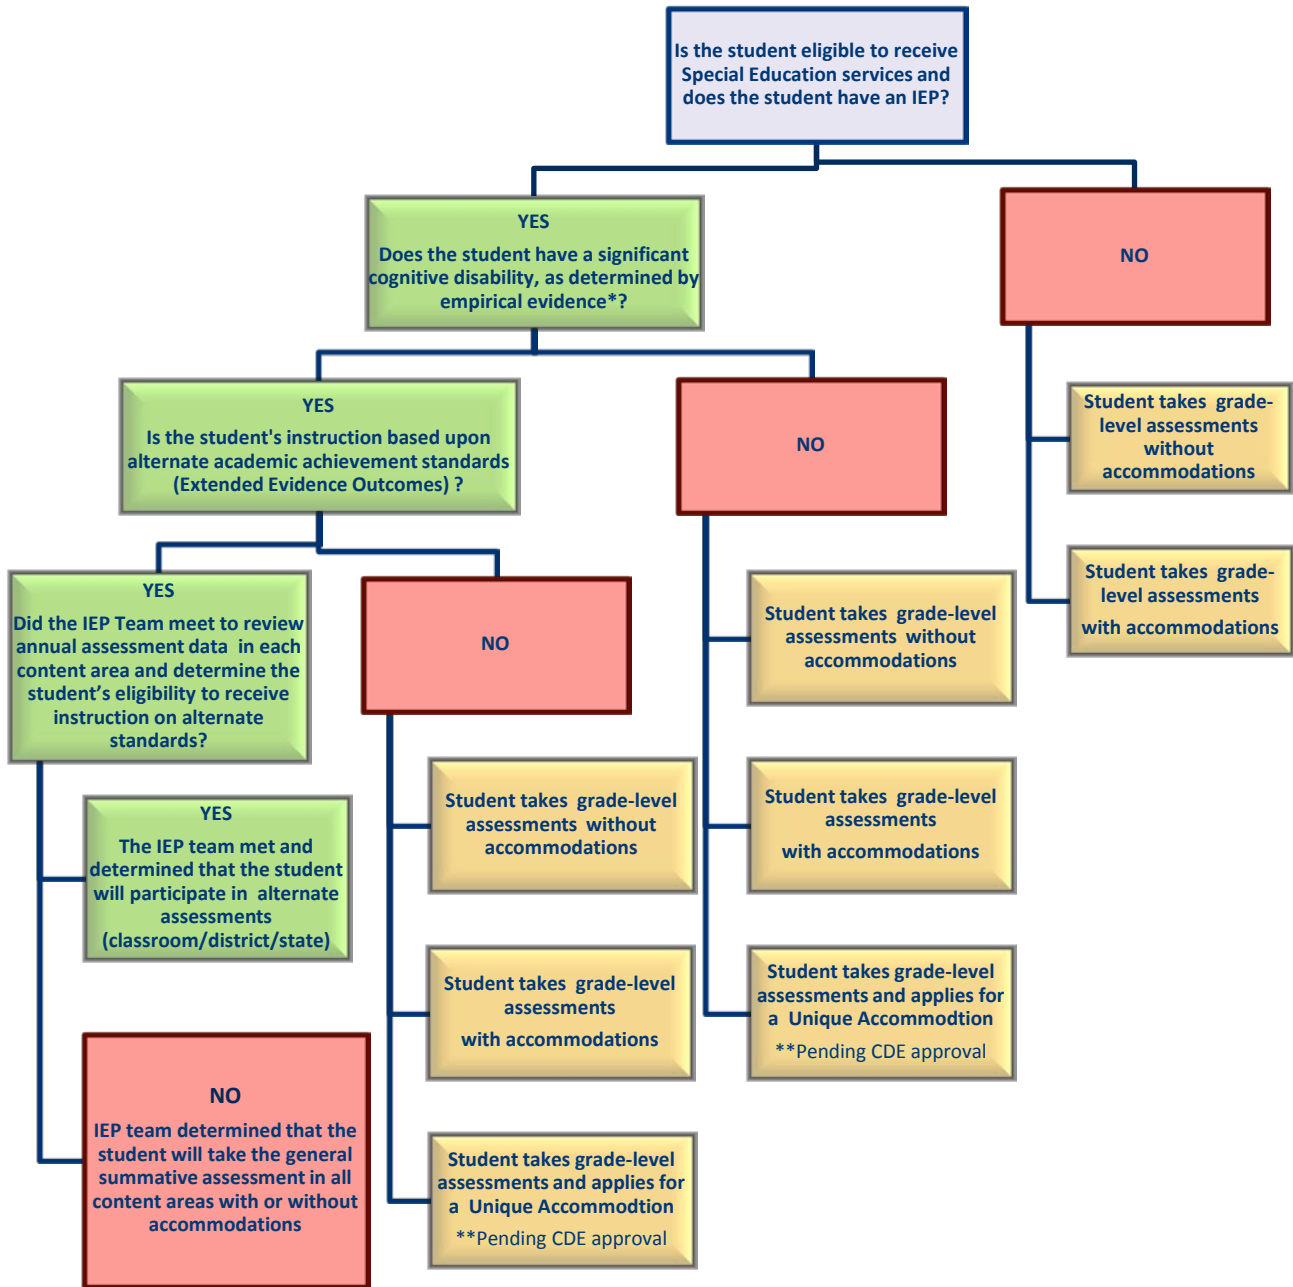 Is the student eligible to receive
Special Education services and
does the student have an IEP?
YES
Does the student have a significant
cognitive disability, as determined by
empirical evidence*?
NO
YES
Is the student's instruction based upon
alternate academic achievement standards
(Extended Evidence Outcomes) ?
NO
Student takes grade-
level assessments
without
accommodations
Student takes grade-
level assessments
with accommodations
YES
Did the IEP Team meet to review
annual assessment data in each
content area and determine the
student’s eligibility to receive
instruction on alternate
standards?
NO
Student takes grade-level
assessments without
accommodations
Student takes grade-level
assessments
with accommodations
Student takes grade-level
assessments and applies for
a Unique Accommodtion
**Pending CDE approval
YES
The IEP team met and
determined that the student
will participate in alternate
assessments
(classroom/district/state)
NO
IEP team determined that the
student will take the general
summative assessment in all
content areas with or without
accommodations
Student takes grade-level
assessments without
accommodations
Student takes grade-level
assessments
with accommodations
Student takes grade-level
assessments and applies for
a Unique Accommodtion
**Pending CDE approval